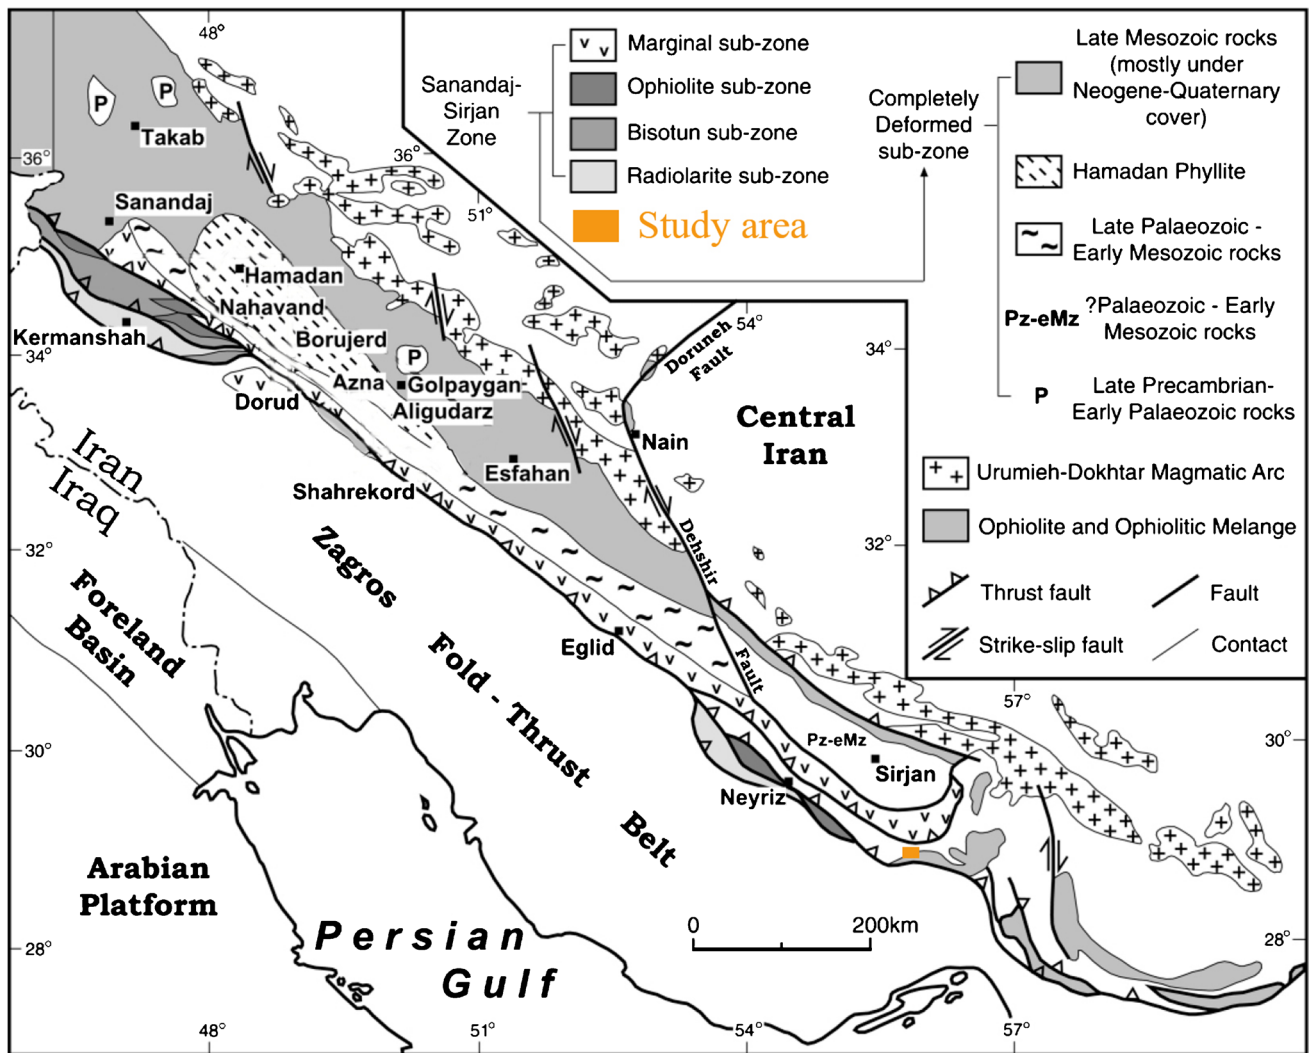 48°
51°
36°
36°
34°
32°
30°
28°
54°
34°
32°
57°
30°
28°
48°
51°
54°
57°
Sanandaj-
Sirjan
Zone
Marginal sub-zone
Ophiolite sub-zone
Bisotun sub-zone
Radiolarite sub-zone
Study area
Completely
Deformed
sub-zone
Late Mesozoic rocks
(mostly under
Neogene-Quaternary
cover)
Hamadan Phyllite
Late Palaeozoic -
Early Mesozoic rocks
Pz-eMz
?Palaeozoic - Early
Mesozoic rocks
P
Late Precambrian-
Early Palaeozoic rocks
Urumieh-Dokhtar Magmatic Arc
Ophiolite and Ophiolitic Melange
Thrust fault
Fault
Strike-slip fault
Contact
P
P
Takab
Sanandaj
Hamadan
Nahavand
Kermanshah
Borujerd
P
Azna
Golpaygan
Dorud
Aligudarz
Doruneh
Fault
Central
Iran
Nain
Esfahan
Shahrekord
Iran
Iraq
Dehshir
Fault
Zagros
Fold - Thrust
Belt
Foreland
Basin
Eglid
Pz-eMz
Sirjan
Neyriz
Arabian
Platform
Persian
Gulf
0
200km